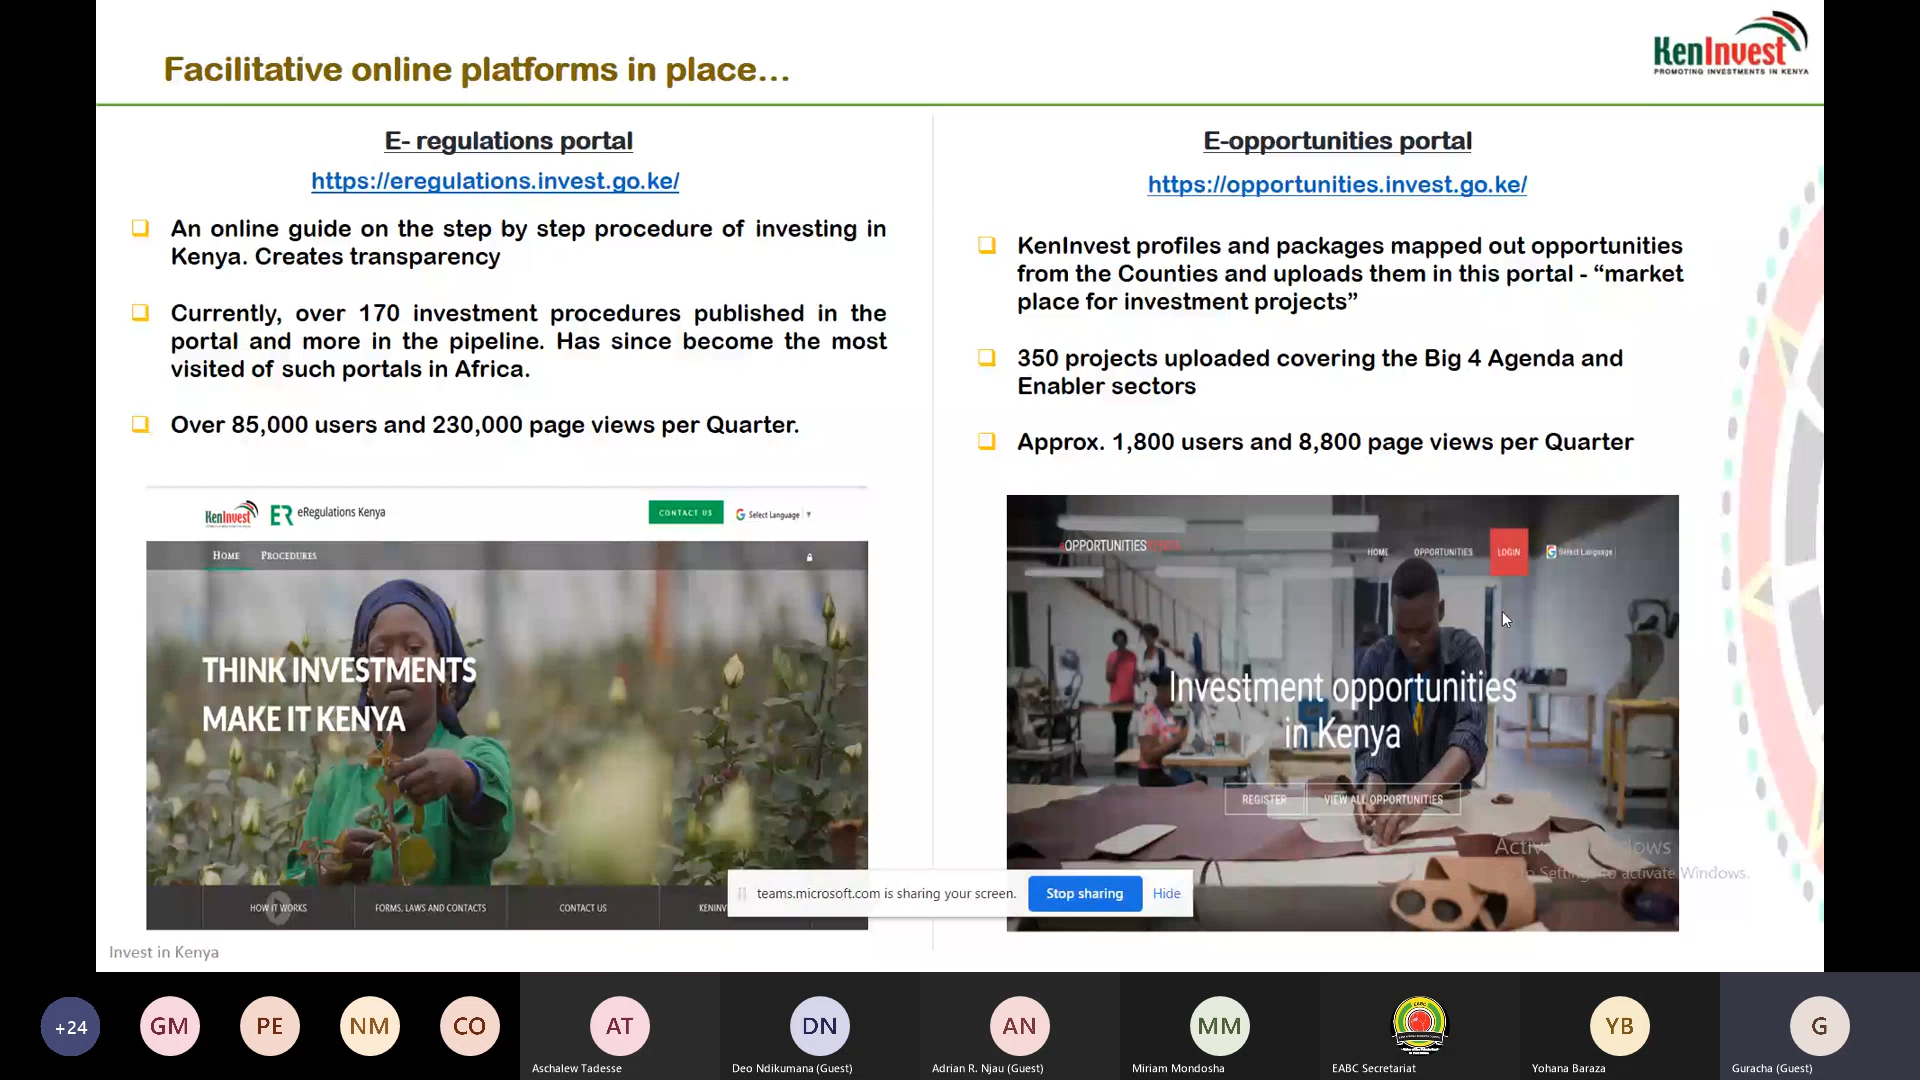 Facilitative online platforms in place...
KenInvest
PROMOTING INVESTMENTS IN KENYA
E- regulations portal
https://eregulations.invest.go.ke/
An online guide on the step by step procedure of investing in
Kenya. Creates transparency
Currently, over 170 investment procedures published in the
portal and more in the pipeline. Has since become the most
visited of such portals in Africa.
Over 85,000 users and 230,000 page views per Quarter.
KenInvest
ER eRegulations Kenya
CONTACT US
Select Language
HOME PROCEDURES
THINK INVESTMENTS
MAKE IT KENYA
HOW IT WORKS
FORMS, LAWS AND CONTACTS
CONTACT US
KENINV
E-opportunities portal
https://opportunities.invest.go.ke/
KenInvest profiles and packages mapped out opportunities
from the Counties and uploads them in this portal - “market
place for investment projects”
350 projects uploaded covering the Big 4 Agenda and
Enabler sectors
Approx. 1,800 users and 8,800 page views per Quarter
eOPPORTUNITIES
HOME OPPORTUNITIES LOGIN Select Language
Investment opportunities
in Kenya
REGISTER VIEW ALL OPPORTUNITIES
to activate Windows.
teams.microsoft.com is sharing your screen. Stop sharing Hide
Invest in Kenya
+24 GM PE NM CO AT DN AN MM YB G
Aschalew Tadesse
Deo Ndikumana (Guest)
Adrian R. Njau (Guest)
Miriam Mondosha
EABC Secretariat
Yohana Baraza
Guracha (Guest)